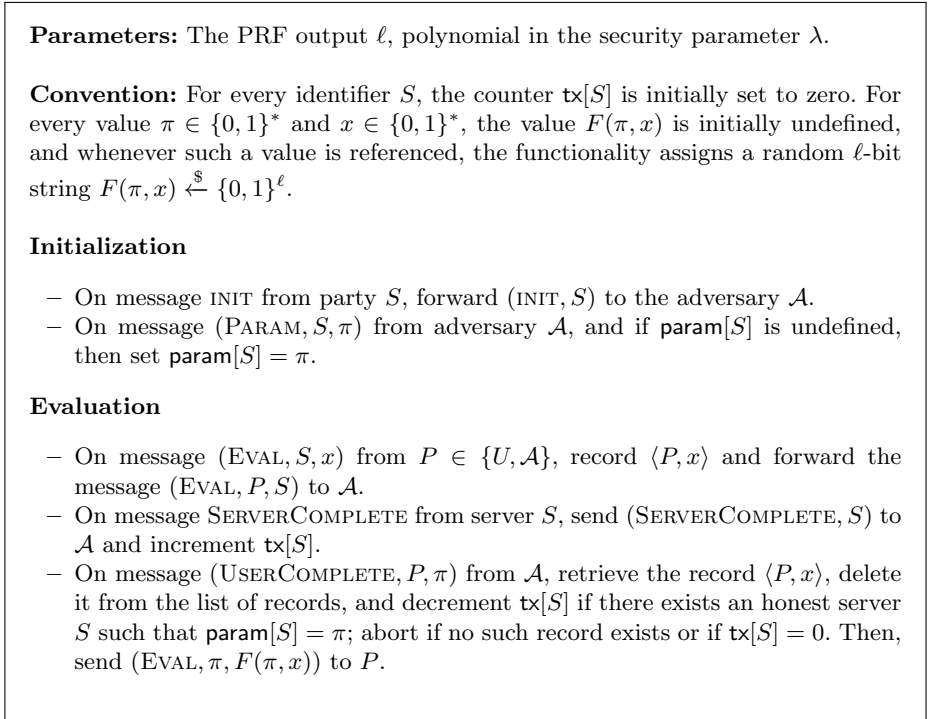 Parameters: The PRF output ℓ, polynomial in the security parameter λ.
Convention: For every identifier S, the counter tx[S] is initially set to zero. For
every value π ∈ {0, 1}* and x ∈ {0, 1}*, the value F(π, x) is initially undefined,
and whenever such a value is referenced, the functionality assigns a random ℓ-bit
string F(π, x) ←$ {0, 1}^ℓ.
Initialization
– On message INIT from party S, forward (INIT, S) to the adversary 𝒜.
– On message (PARAM, S, π) from adversary 𝒜, and if param[S] is undefined,
then set param[S] = π.
Evaluation
– On message (EVAL, S, x) from P ∈ {U, 𝒜}, record ⟨P, x⟩ and forward the
message (EVAL, P, S) to 𝒜.
– On message SERVERCOMPLETE from server S, send (SERVERCOMPLETE, S) to
𝒜 and increment tx[S].
– On message (USERCOMPLETE, P, π) from 𝒜, retrieve the record ⟨P, x⟩, delete
it from the list of records, and decrement tx[S] if there exists an honest server
S such that param[S] = π; abort if no such record exists or if tx[S] = 0. Then,
send (EVAL, π, F(π, x)) to P.